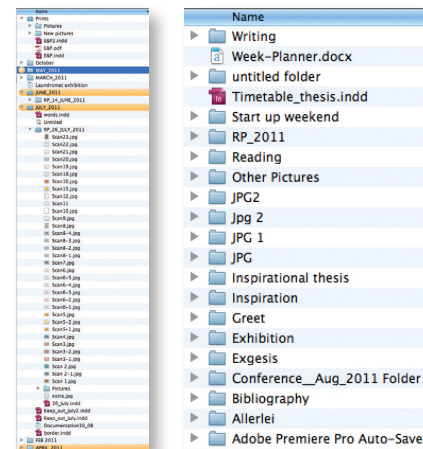 Name
Prints
Pictures
New pictures
E&P2.indd
E&P.pdf
E&P.indd
October
MAY_2011
MARCH_2011
Laundromat exhibition
JUNE_2011
RP_14_JUNE_2011
JULY_2011
words.indd
Untitled
RP_26_JULY_2011
Scan23.jpg
Scan22.jpg
Scan21.jpg
Scan20.jpg
Scan19.jpg
Scan18.jpg
Scan16.jpg
Scan15.jpg
Scan12.jpg
Scan11
Scan10.jpg
Scan9.jpg
Scan8.jpg
Scan8-4.jpg
Scan8-3.jpg
Scan8-2.jpg
Scan8-1.jpg
Scan7.jpg
Scan6.jpg
Scan6-5.jpg
Scan6-4.jpg
Scan6-3.jpg
Scan6-2.jpg
Scan6-1.jpg
Scan5.jpg
Scan5-2.jpg
Scan5-1.jpg
Scan4.jpg
Scan3.jpg
Scan3-2.jpg
Scan3-1.jpg
Scan 2.jpg
Scan 2-1.jpg
Scan 1.jpg
Pictures
extra.jpg
26_July.indd
Keep_out_July2.indd
Keep_out_July.indd
Documentation30_08
border.indd
FEB 2011
APRIL_2011
Name
Writing
Week-Planner.docx
untitled folder
Timetable_thesis.indd
Start up weekend
RP_2011
Reading
Other Pictures
JPG2
Jpg 2
JPG 1
JPG
Inspirational thesis
Inspiration
Greet
Exhibition
Exgesis
Conference__Aug_2011 Folder
Bibliography
Allerlei
Adobe Premiere Pro Auto-Save